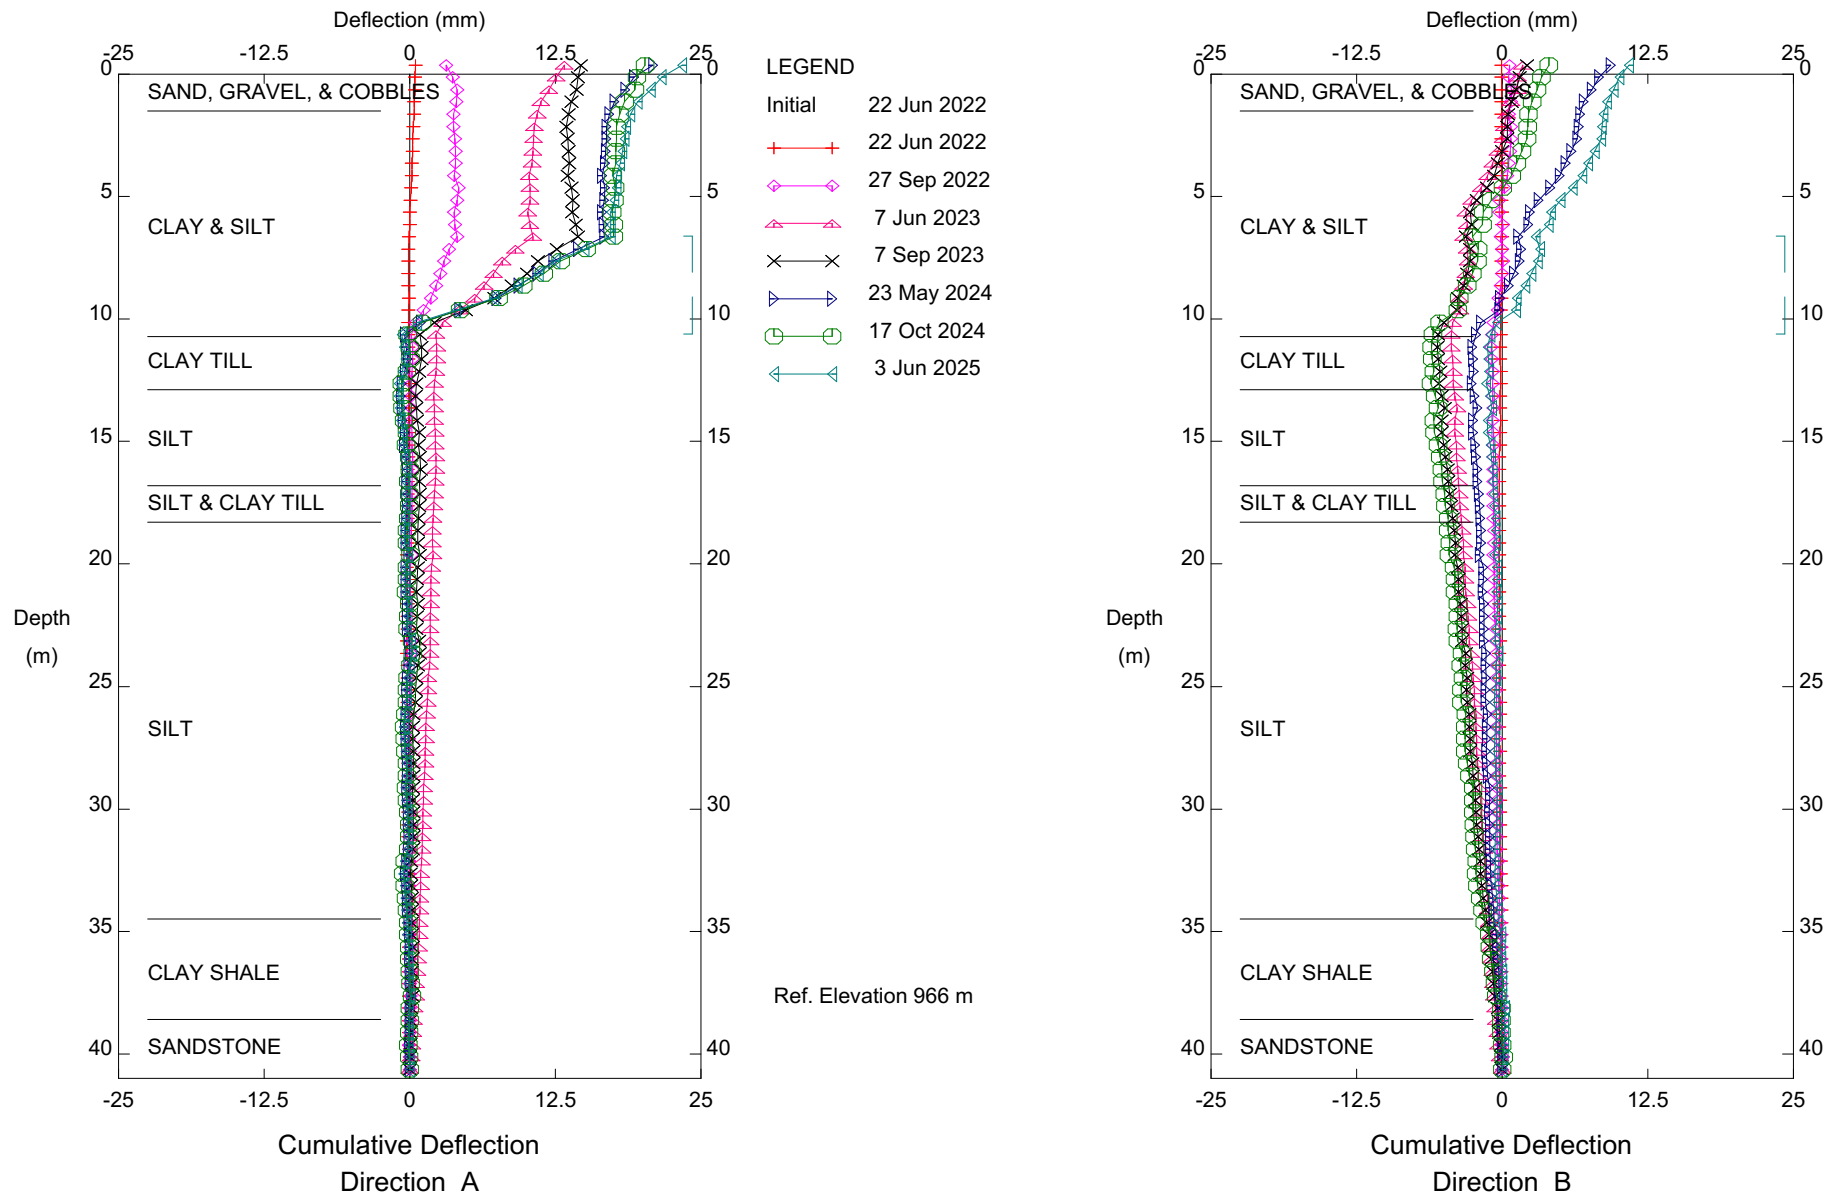 Deflection (mm)
-25 -12.5 0 12.5 25
0 0
SAND, GRAVEL, & COBBLES
5 5
CLAY & SILT
10 10
CLAY TILL
15 15
SILT
SILT & CLAY TILL
20 20
Depth
(m)
25 25
SILT
30 30
35 35
CLAY SHALE
40 40
SANDSTONE
-25 -12.5 0 12.5 25
Cumulative Deflection
Direction A
LEGEND
Initial 22 Jun 2022
22 Jun 2022
27 Sep 2022
7 Jun 2023
7 Sep 2023
23 May 2024
17 Oct 2024
3 Jun 2025
Ref. Elevation 966 m
Deflection (mm)
-25 -12.5 0 12.5 25
0 0
SAND, GRAVEL, & COBBLES
5 5
CLAY & SILT
10 10
CLAY TILL
15 15
SILT
SILT & CLAY TILL
20 20
Depth
(m)
25 25
SILT
30 30
35 35
CLAY SHALE
40 40
SANDSTONE
-25 -12.5 0 12.5 25
Cumulative Deflection
Direction B